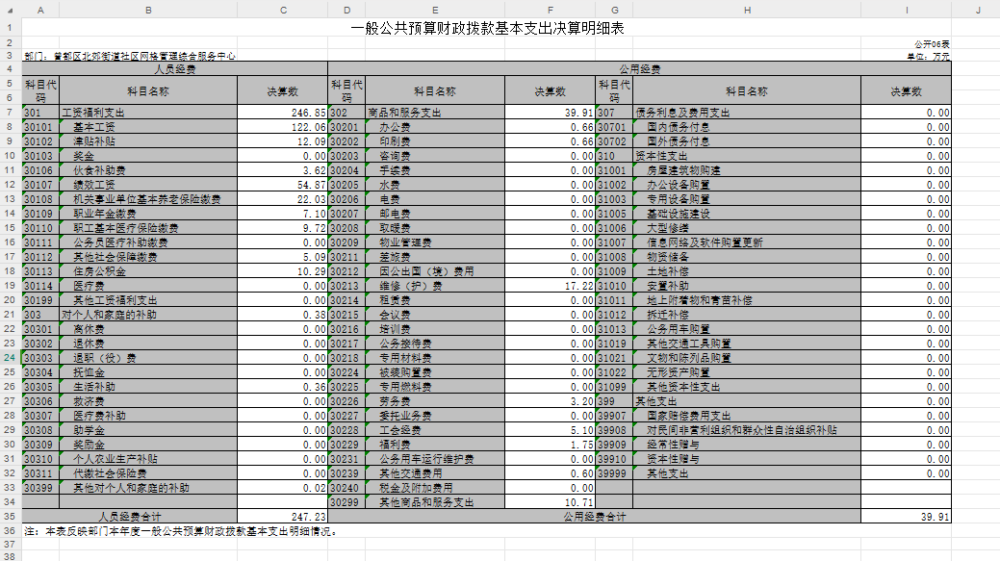 A B C D E F G H I J
1 一般公共预算财政拨款基本支出决算明细表
2 公开06表
3 部门：曾都区北郊街道社区网格管理综合服务中心 单位：万元
4 人员经费 公用经费
5 6 科目代码 科目名称 决算数 科目代码 科目名称 决算数 科目代码 科目名称 决算数
7 301 工资福利支出 246.85 302 商品和服务支出 39.91 307 债务利息及费用支出 0.00
8 30101 基本工资 122.06 30201 办公费 0.66 30701 国内债务付息 0.00
9 30102 津贴补贴 12.09 30202 印刷费 0.66 30702 国外债务付息 0.00
10 30103 奖金 0.00 30203 咨询费 0.00 310 资本性支出 0.00
11 30106 伙食补助费 3.62 30204 手续费 0.00 31001 房屋建筑物购建 0.00
12 30107 绩效工资 54.87 30205 水费 0.00 31002 办公设备购置 0.00
13 30108 机关事业单位基本养老保险缴费 22.03 30206 电费 0.00 31003 专用设备购置 0.00
14 30109 职业年金缴费 7.10 30207 邮电费 0.00 31005 基础设施建设 0.00
15 30110 职工基本医疗保险缴费 9.72 30208 取暖费 0.00 31006 大型修缮 0.00
16 30111 公务员医疗补助缴费 0.00 30209 物业管理费 0.00 31007 信息网络及软件购置更新 0.00
17 30112 其他社会保障缴费 5.09 30211 差旅费 0.00 31008 物资储备 0.00
18 30113 住房公积金 10.29 30212 因公出国（境）费用 0.00 31009 土地补偿 0.00
19 30114 医疗费 0.00 30213 维修（护）费 17.22 31010 安置补助 0.00
20 30199 其他工资福利支出 0.00 30214 租赁费 0.00 31011 地上附着物和青苗补偿 0.00
21 303 对个人和家庭的补助 0.38 30215 会议费 0.00 31012 拆迁补偿 0.00
22 30301 离休费 0.00 30216 培训费 0.00 31013 公务用车购置 0.00
23 30302 退休费 0.00 30217 公务接待费 0.00 31019 其他交通工具购置 0.00
24 30303 退职（役）费 0.00 30218 专用材料费 0.00 31021 文物和陈列品购置 0.00
25 30304 抚恤金 0.00 30224 被装购置费 0.00 31022 无形资产购置 0.00
26 30305 生活补助 0.36 30225 专用燃料费 0.00 31099 其他资本性支出 0.00
27 30306 救济费 0.00 30226 劳务费 3.20 399 其他支出 0.00
28 30307 医疗费补助 0.00 30227 委托业务费 0.00 39907 国家赔偿费用支出 0.00
29 30308 助学金 0.00 30228 工会经费 5.10 39908 对民间非营利组织和群众性自治组织补贴 0.00
30 30309 奖励金 0.00 30229 福利费 1.75 39909 经常性赠与 0.00
31 30310 个人农业生产补贴 0.00 30231 公务用车运行维护费 0.00 39910 资本性赠与 0.00
32 30311 代缴社会保险费 0.00 30239 其他交通费用 0.60 39999 其他支出 0.00
33 30399 其他对个人和家庭的补助 0.02 30240 税金及附加费用 0.00
34 30299 其他商品和服务支出 10.71
35 人员经费合计 247.23 公用经费合计 39.91
36 注：本表反映部门本年度一般公共预算财政拨款基本支出明细情况。
37
38